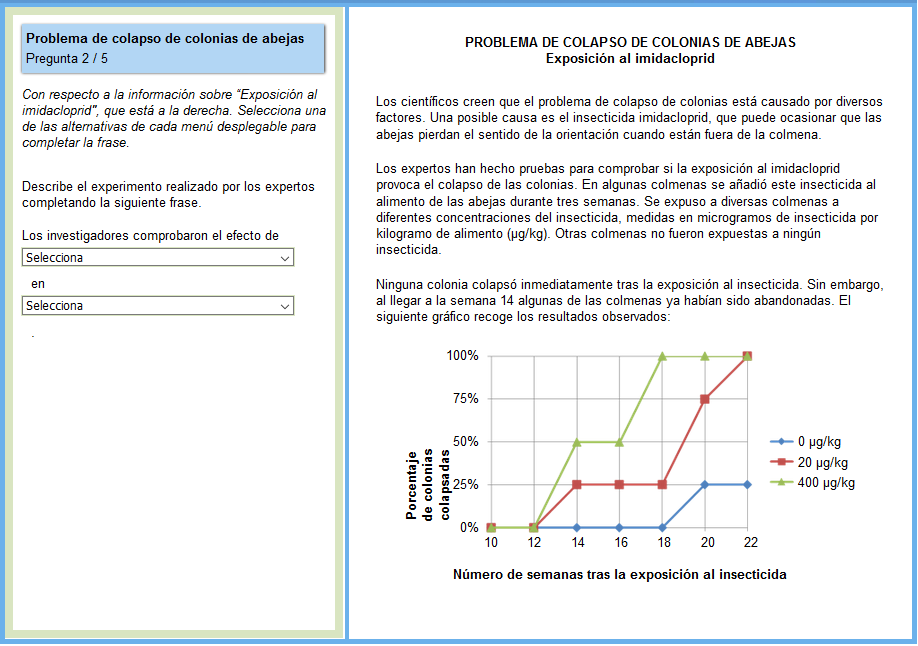 Problema de colapso de colonias de abejas
Pregunta 2 / 5
Con respecto a la información sobre "Exposición al
imidacloprid", que está a la derecha. Selecciona una
de las alternativas de cada menú desplegable para
completar la frase.
Describe el experimento realizado por los expertos
completando la siguiente frase.
Los investigadores comprobaron el efecto de
Selecciona
en
Selecciona
.
PROBLEMA DE COLAPSO DE COLONIAS DE ABEJAS
Exposición al imidacloprid
Los científicos creen que el problema de colapso de colonias está causado por diversos
factores. Una posible causa es el insecticida imidacloprid, que puede ocasionar que las
abejas pierdan el sentido de la orientación cuando están fuera de la colmena.
Los expertos han hecho pruebas para comprobar si la exposición al imidacloprid
provoca el colapso de las colonias. En algunas colmenas se añadió este insecticida al
alimento de las abejas durante tres semanas. Se expuso a diversas colmenas a
diferentes concentraciones del insecticida, medidas en microgramos de insecticida por
kilogramo de alimento (µg/kg). Otras colmenas no fueron expuestas a ningún
insecticida.
Ninguna colonia colapsó inmediatamente tras la exposición al insecticida. Sin embargo,
al llegar a la semana 14 algunas de las colmenas ya habían sido abandonadas. El
siguiente gráfico recoge los resultados observados:
100%
75%
50%
25%
0%
Porcentaje
de colonias
colapsadas
10 12 14 16 18 20 22
Número de semanas tras la exposición al insecticida
0 µg/kg
20 µg/kg
400 µg/kg